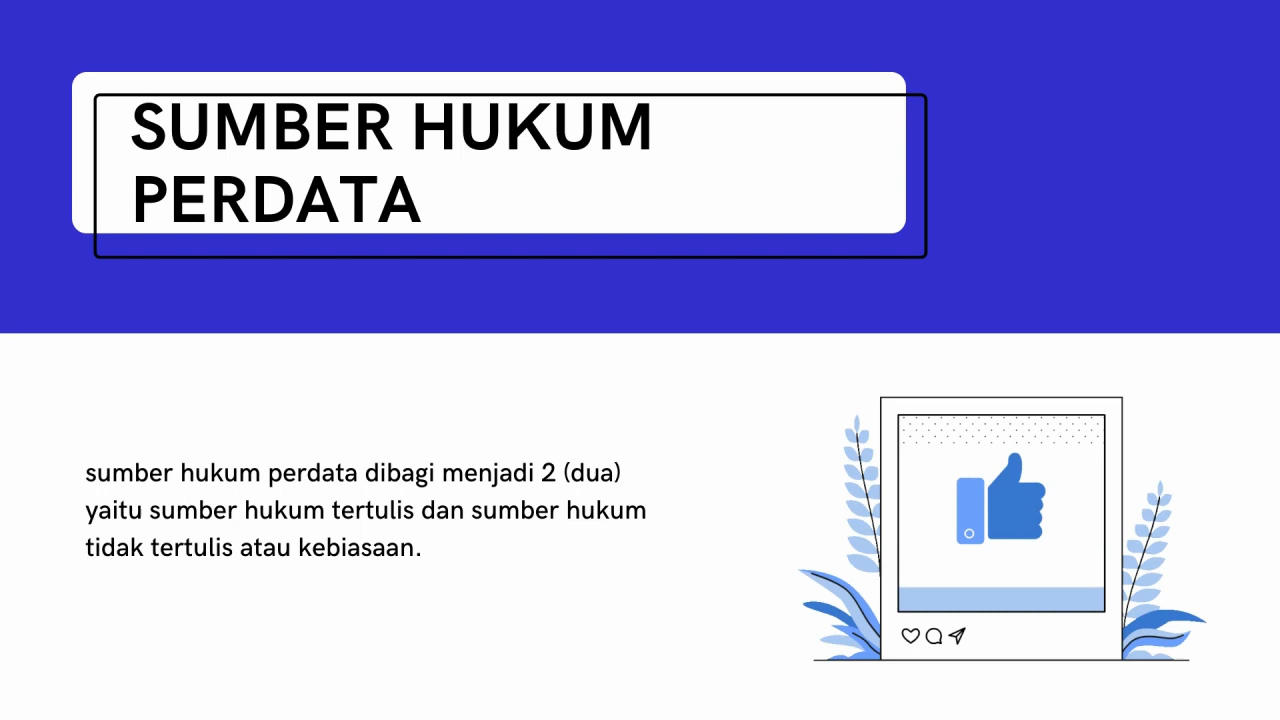 SUMBER HUKUM
PERDATA
sumber hukum perdata dibagi menjadi 2 (dua)
yaitu sumber hukum tertulis dan sumber hukum
tidak tertulis atau kebiasaan.